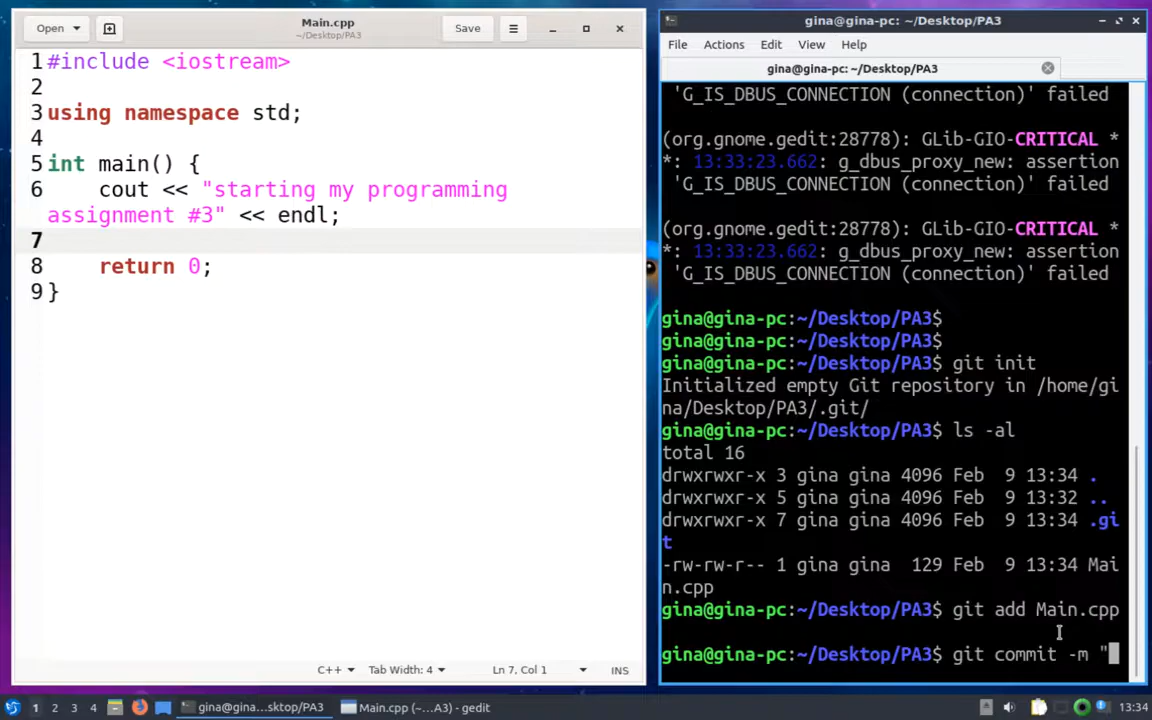 Open
Main.cpp
~/Desktop/PA3
Save
1 #include <iostream>
2
3 using namespace std;
4
5 int main() {
6     cout << "starting my programming
assignment #3" << endl;
7
8     return 0;
9 }
C++
Tab Width: 4
Ln 7, Col 1
INS
gina@gina-pc: ~/Desktop/PA3
File Actions Edit View Help
gina@gina-pc: ~/Desktop/PA3
'G_IS_DBUS_CONNECTION (connection)' failed
(org.gnome.gedit:28778): GLib-GIO-CRITICAL *
*: 13:33:23.662: g_dbus_proxy_new: assertion
'G_IS_DBUS_CONNECTION (connection)' failed
(org.gnome.gedit:28778): GLib-GIO-CRITICAL *
*: 13:33:23.662: g_dbus_proxy_new: assertion
'G_IS_DBUS_CONNECTION (connection)' failed
gina@gina-pc:~/Desktop/PA3$
gina@gina-pc:~/Desktop/PA3$
gina@gina-pc:~/Desktop/PA3$ git init
Initialized empty Git repository in /home/gi
na/Desktop/PA3/.git/
gina@gina-pc:~/Desktop/PA3$ ls -al
total 16
drwxrwxr-x 3 gina gina 4096 Feb  9 13:34 .
drwxrwxr-x 5 gina gina 4096 Feb  9 13:32 ..
drwxrwxr-x 7 gina gina 4096 Feb  9 13:34 .gi
t
-rw-rw-r-- 1 gina gina  129 Feb  9 13:34 Mai
n.cpp
gina@gina-pc:~/Desktop/PA3$ git add Main.cpp
gina@gina-pc:~/Desktop/PA3$ git commit -m "
1 2 3 4
gina@gina...sktop/PA3
Main.cpp (~...A3) - gedit
13:34